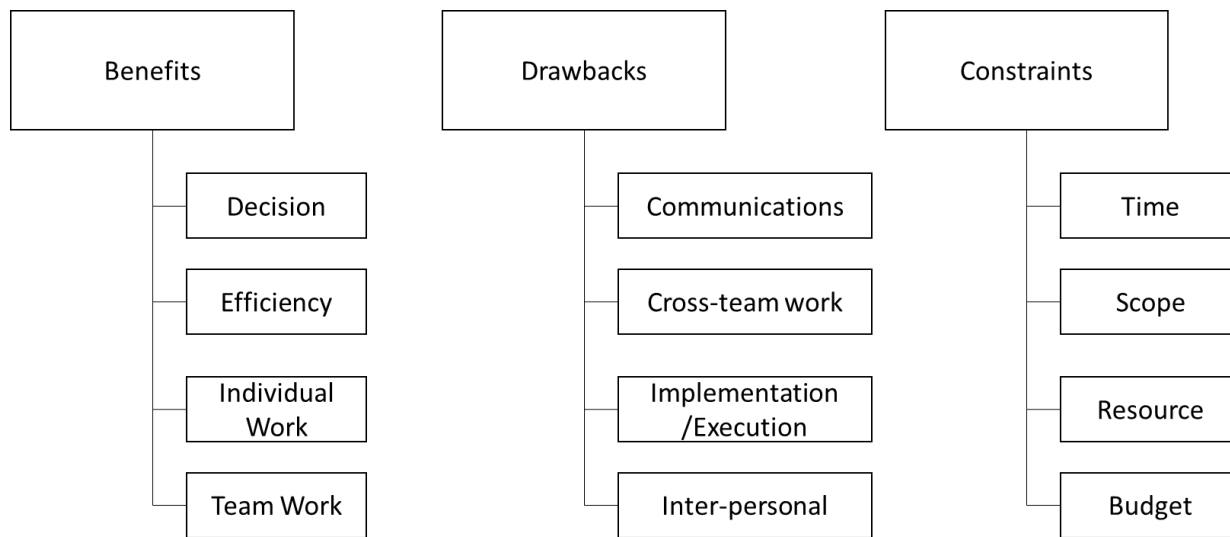 Benefits
Drawbacks
Constraints
Decision
Communications
Time
Efficiency
Cross-team work
Scope
Individual
Work
Implementation
/Execution
Resource
Team Work
Inter-personal
Budget